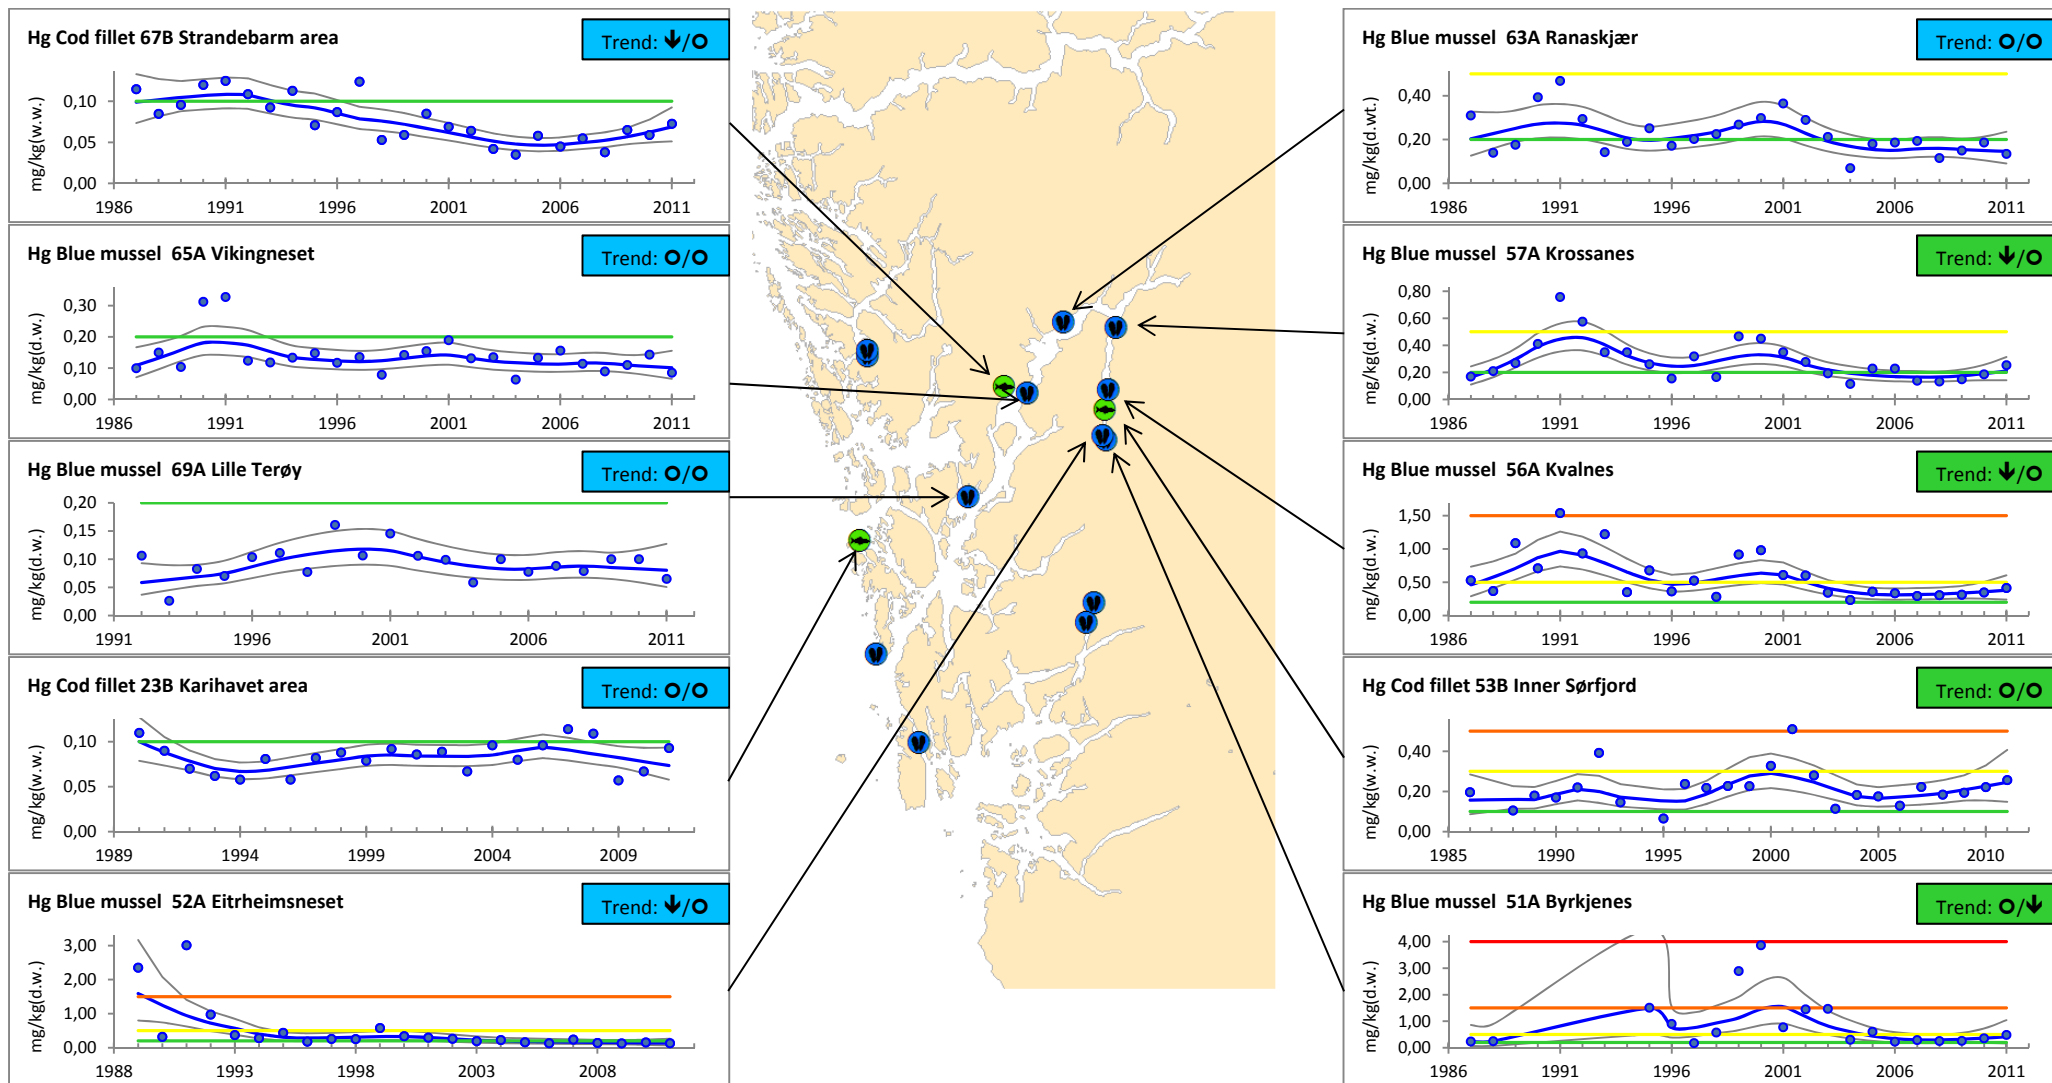 Hg Cod fillet 67B Strandebarm area
Trend: 🡻/O
mg/kg(w.w.)
0,10
0,05
0,00
1986 1991 1996 2001 2006 2011
Hg Blue mussel 65A Vikingneset
Trend: O/O
mg/kg(d.w.)
0,30
0,20
0,10
0,00
1986 1991 1996 2001 2006 2011
Hg Blue mussel 69A Lille Terøy
Trend: O/O
mg/kg(d.w.)
0,20
0,15
0,10
0,05
0,00
1991 1996 2001 2006 2011
Hg Cod fillet 23B Karihavet area
Trend: O/O
mg/kg(w.w.)
0,10
0,05
0,00
1989 1994 1999 2004 2009
Hg Blue mussel 52A Eitrheimsneset
Trend: 🡻/O
mg/kg(d.w.)
3,00
2,00
1,00
0,00
1988 1993 1998 2003 2008
Hg Blue mussel 63A Ranaskjær
Trend: O/O
mg/kg(d.wt.)
0,40
0,20
0,00
1986 1991 1996 2001 2006 2011
Hg Blue mussel 57A Krossanes
Trend: 🡻/O
mg/kg(d.w.)
0,80
0,60
0,40
0,20
0,00
1986 1991 1996 2001 2006 2011
Hg Blue mussel 56A Kvalnes
Trend: 🡻/O
mg/kg(d.w.)
1,50
1,00
0,50
0,00
1986 1991 1996 2001 2006 2011
Hg Cod fillet 53B Inner Sørfjord
Trend: O/O
mg/kg(w.w.)
0,40
0,20
0,00
1985 1990 1995 2000 2005 2010
Hg Blue mussel 51A Byrkjenes
Trend: O/🡻
mg/kg(d.w.)
4,00
3,00
2,00
1,00
0,00
1986 1991 1996 2001 2006 2011